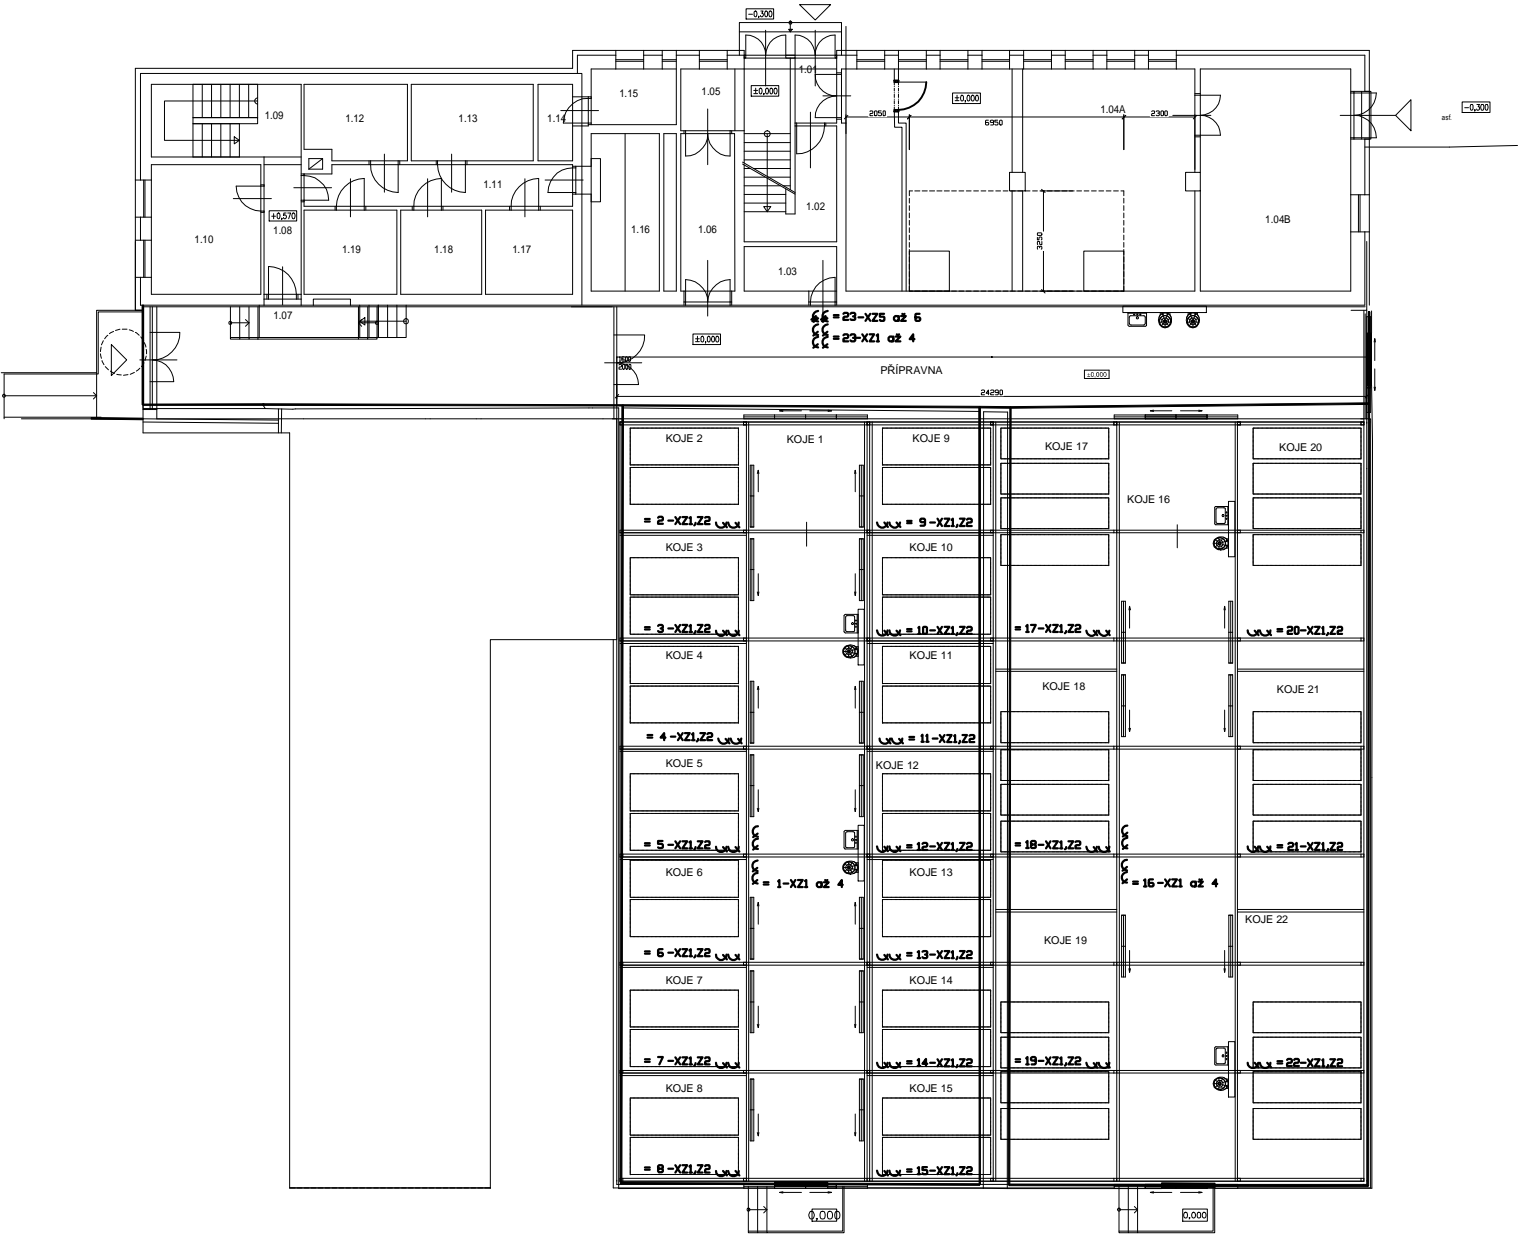 -0,300
1.01
1.15
1.05
±0,000
±0,000
1.04A
-0,300
asf.
1.09
1.12
1.13
1.14
2050
6950
2300
1.11
1.02
1.10
+0,570
1.08
1.19
1.18
1.17
1.16
1.06
3250
1.04B
1.03
1.07
= 23-XZ5 až 6
= 23-XZ1 až 4
±0,000
PŘÍPRAVNA
±0,000
24290
KOJE 2
KOJE 1
KOJE 9
KOJE 17
KOJE 20
KOJE 16
= 2 -XZ1,Z2
= 9 -XZ1,Z2
KOJE 3
KOJE 10
= 3 -XZ1,Z2
= 10-XZ1,Z2
= 17-XZ1,Z2
= 20-XZ1,Z2
KOJE 4
KOJE 11
KOJE 18
KOJE 21
= 4 -XZ1,Z2
= 11-XZ1,Z2
KOJE 5
KOJE 12
= 5 -XZ1,Z2
= 12-XZ1,Z2
= 18-XZ1,Z2
= 21-XZ1,Z2
KOJE 6
= 1-XZ1 až 4
KOJE 13
= 16 -XZ1 až 4
KOJE 22
KOJE 19
= 6 -XZ1,Z2
= 13-XZ1,Z2
KOJE 7
KOJE 14
= 7 -XZ1,Z2
= 14-XZ1,Z2
= 19-XZ1,Z2
= 22-XZ1,Z2
KOJE 8
KOJE 15
= 8 -XZ1,Z2
= 15-XZ1,Z2
0,000
0,000